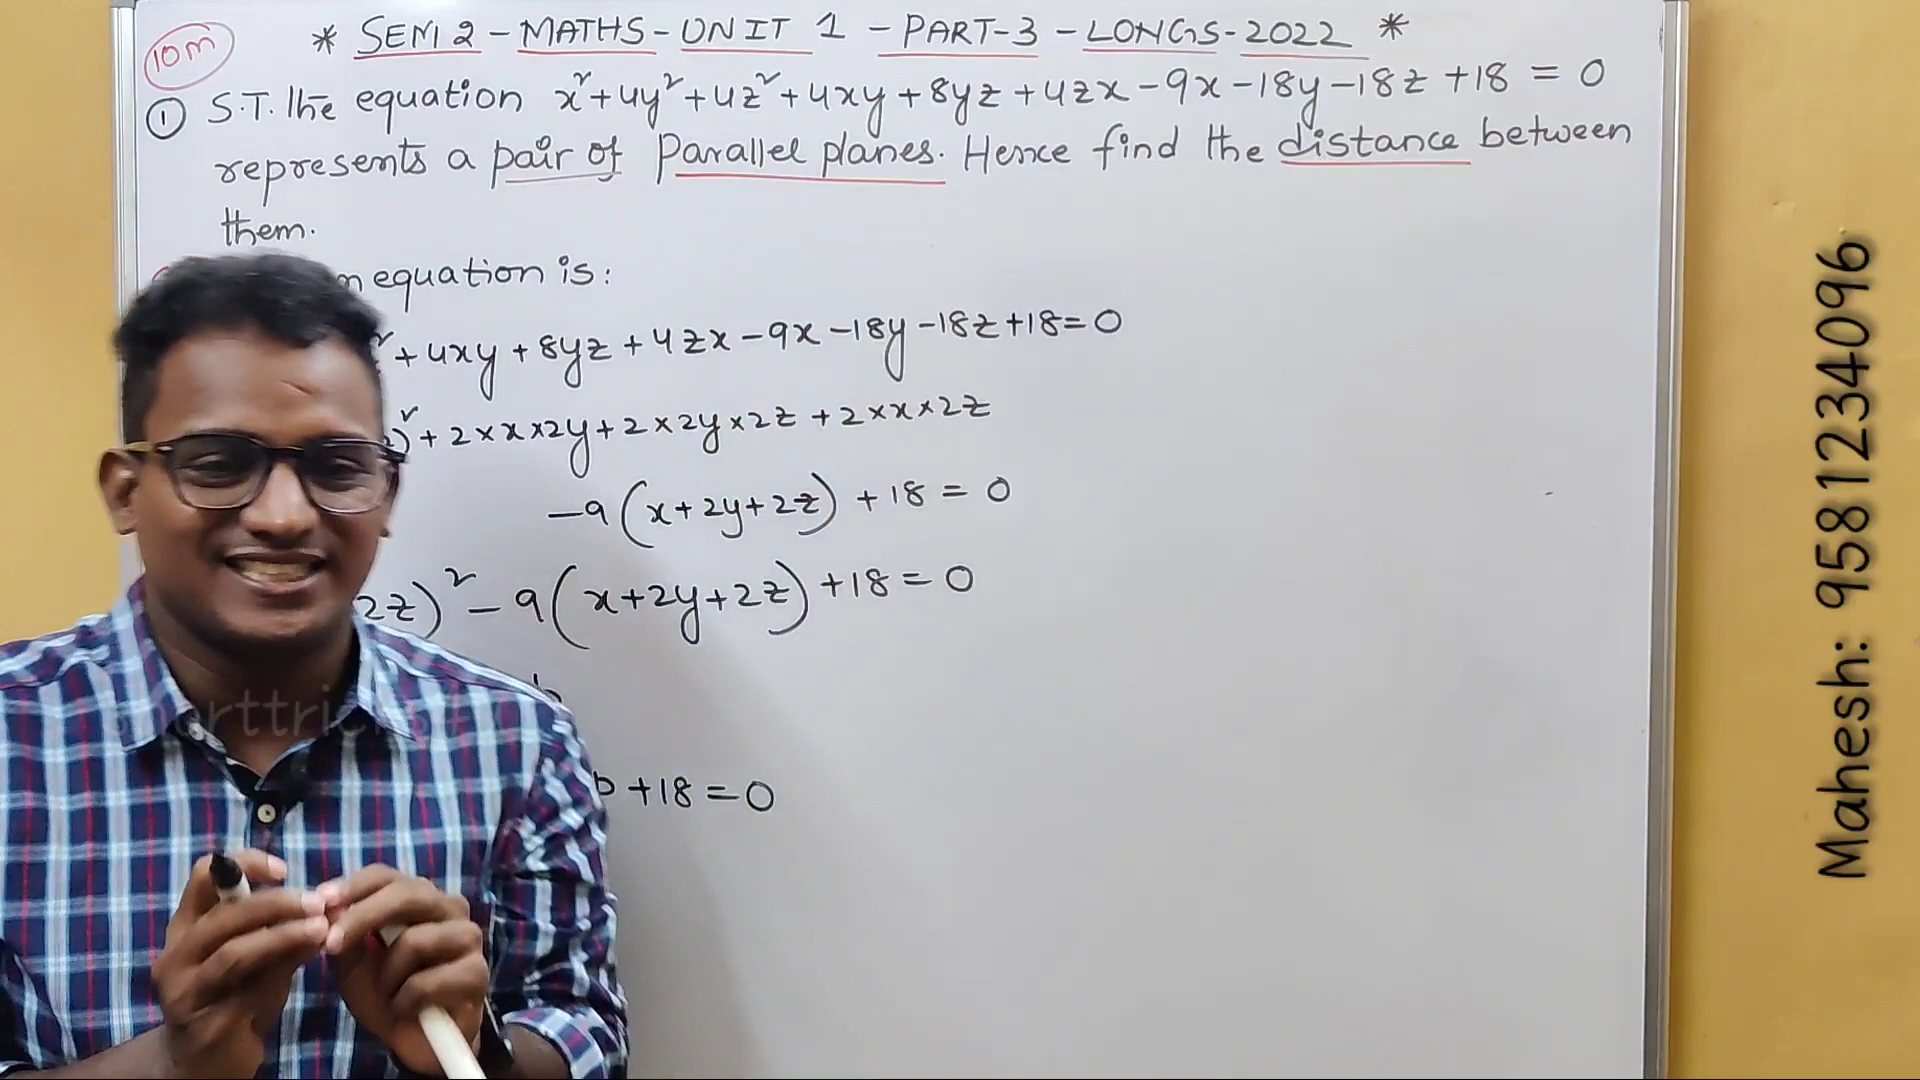 * SEM 2 - MATHS - UNIT 1 - PART-3 - LONGS - 2022 *
10m
① S.T. The equation x²+4y²+4z²+4xy+8yz+4zx-9x-18y-18z+18 = 0
represents a pair of Parallel planes. Hence find the distance between
them.
n equation is:
² + 4xy + 8yz + 4zx - 9x - 18y - 18z + 18 = 0
)² + 2×x×2y + 2×2y×2z + 2×x×2z
-9(x+2y+2z) + 18 = 0
2z)² - 9(x+2y+2z) + 18 = 0
+18 = 0
Mahesh: 9581234096